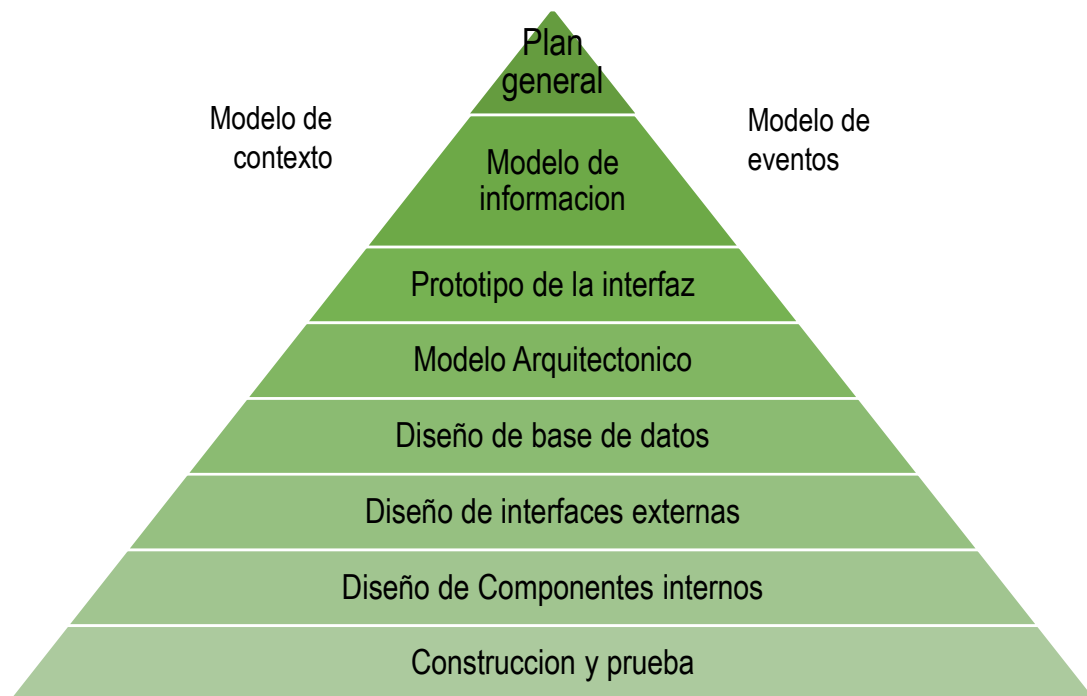 Plan
general
Modelo de
contexto
Modelo de
informacion
Modelo de
eventos
Prototipo de la interfaz
Modelo Arquitectonico
Diseño de base de datos
Diseño de interfaces externas
Diseño de Componentes internos
Construccion y prueba